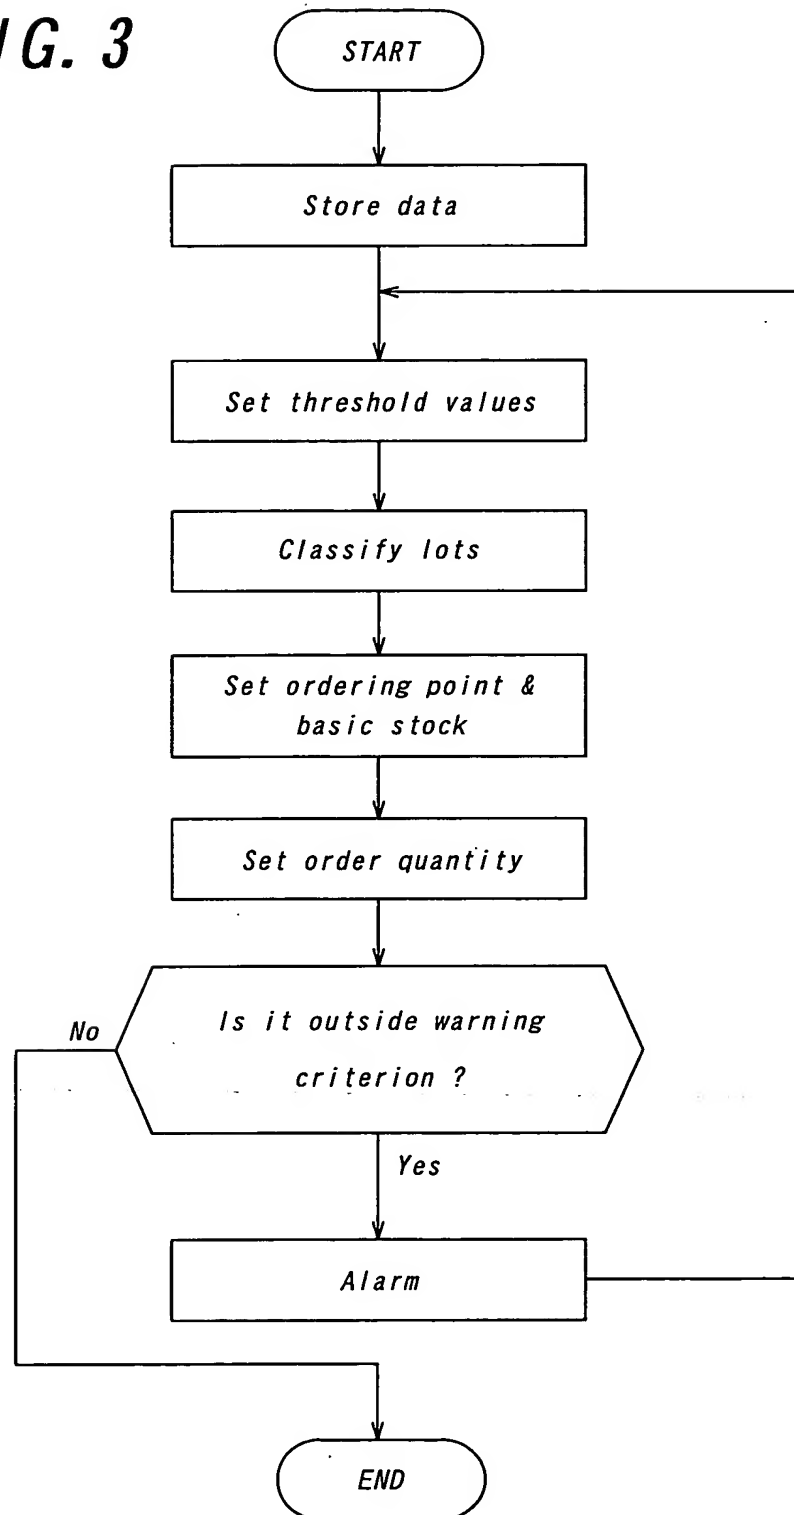 IG. 3
START
Store data
Set threshold values
Classify lots
Set ordering point &
basic stock
Set order quantity
Is it outside warning
criterion ?
No
Yes
Alarm
END